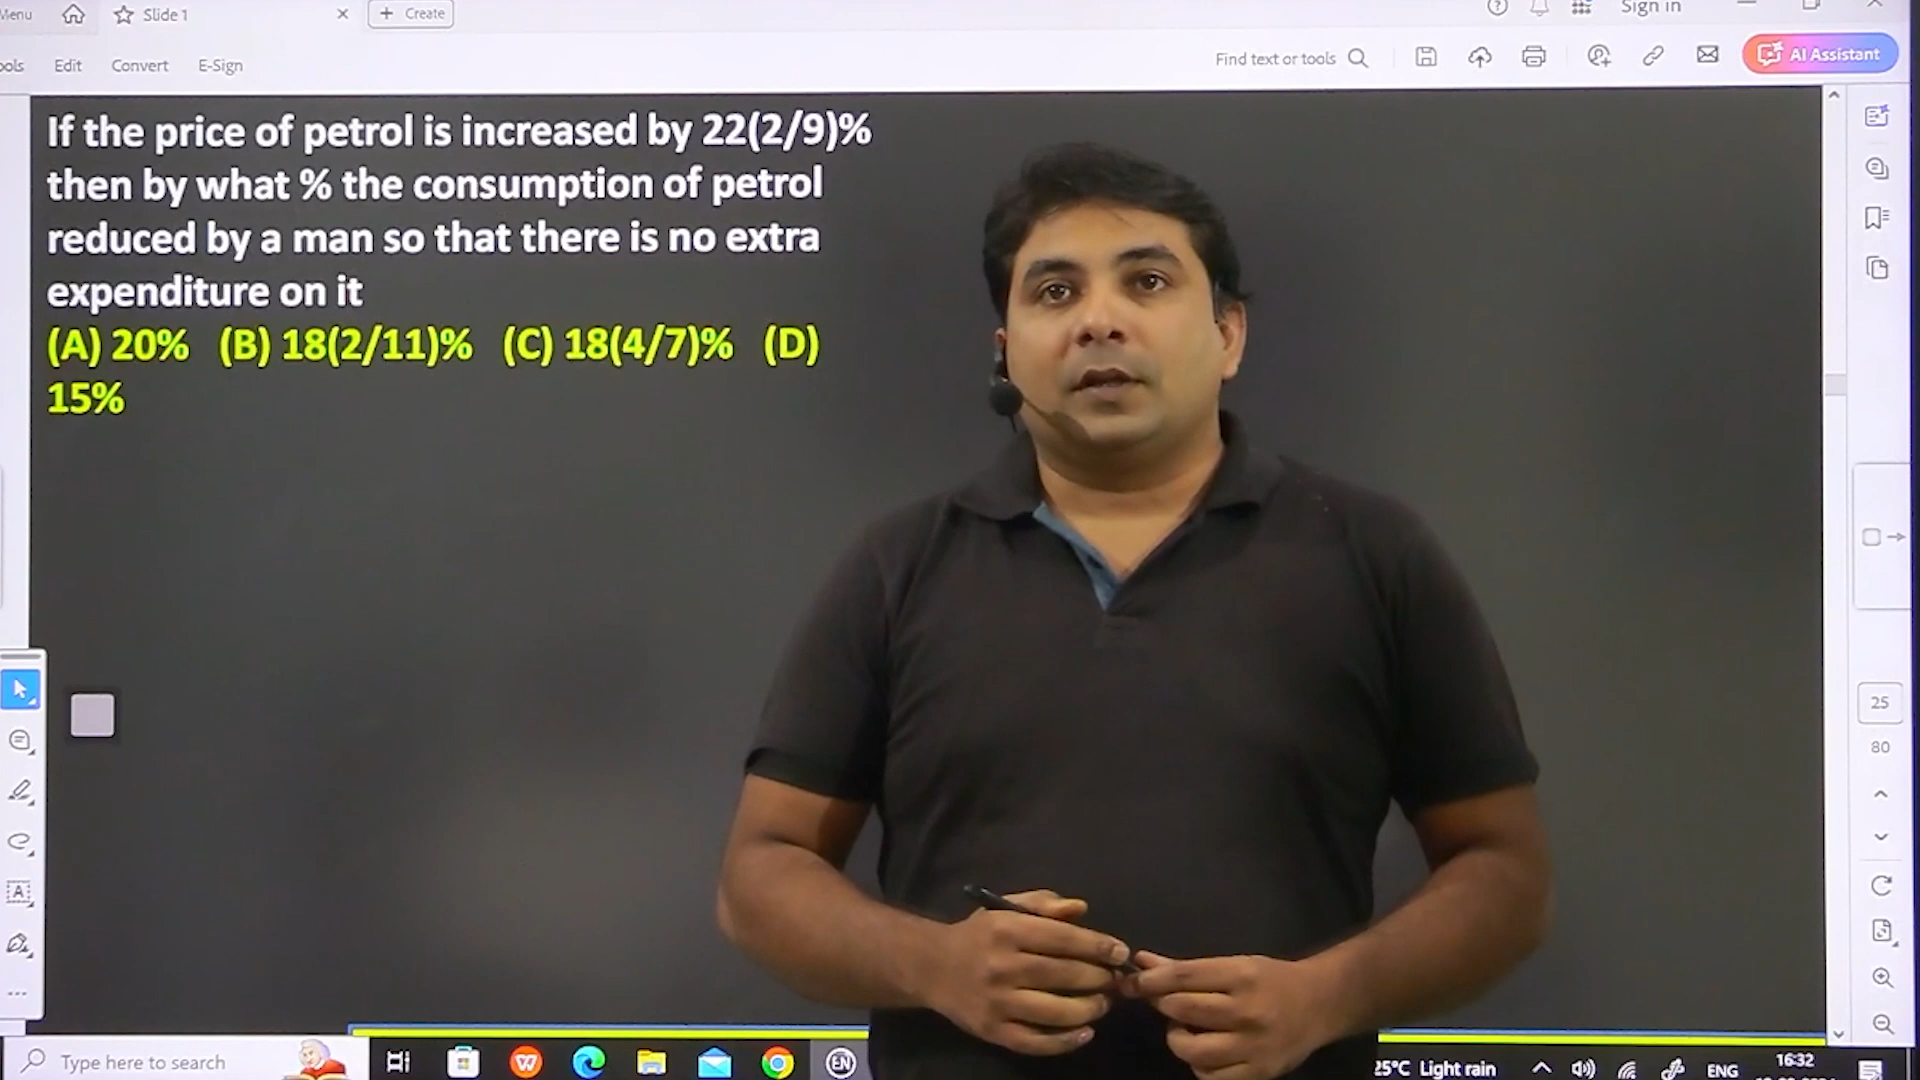 Menu
Slide 1
Create
Sign in
Edit
Convert
E-Sign
Find text or tools
AI Assistant
If the price of petrol is increased by 22(2/9)%
then by what % the consumption of petrol
reduced by a man so that there is no extra
expenditure on it
(A) 20% (B) 18(2/11)% (C) 18(4/7)% (D)
15%
25
80
Type here to search
EN
25°C Light rain
ENG
16:32